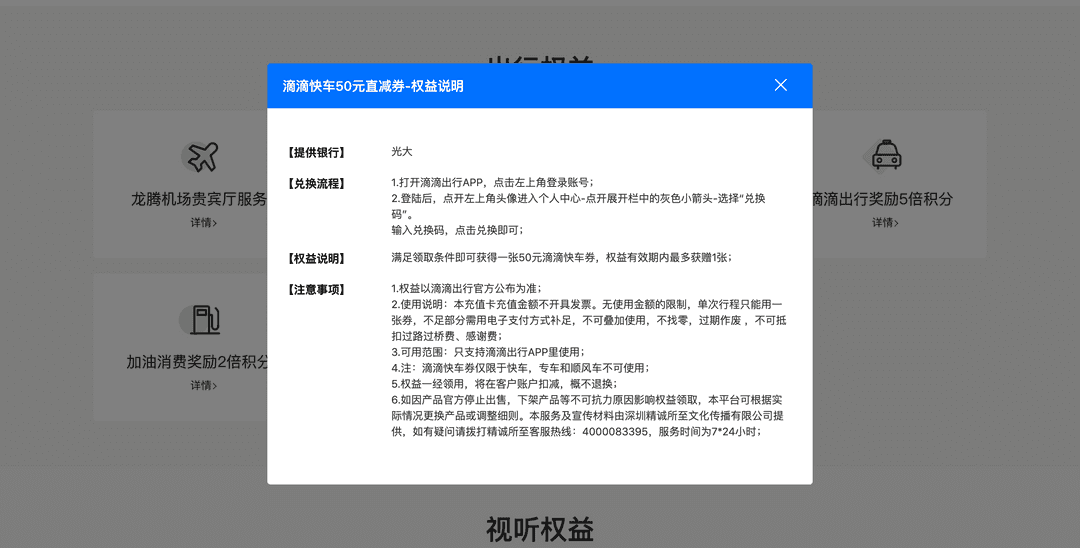 出行权益
滴滴快车50元直减券-权益说明
【提供银行】
光大
【兑换流程】
1.打开滴滴出行APP，点击左上角登录账号；
2.登陆后，点开左上角头像进入个人中心-点开展开栏中的灰色小箭头-选择“兑换
码”。
输入兑换码，点击兑换即可；
【权益说明】
满足领取条件即可获得一张50元滴滴快车券，权益有效期内最多获赠1张；
【注意事项】
1.权益以滴滴出行官方公布为准；
2.使用说明：本充值卡充值金额不开具发票。无使用金额的限制，单次行程只能用一
张券，不足部分需用电子支付方式补足，不可叠加使用，不找零，过期作废 ，不可抵
扣过路过桥费、感谢费；
3.可用范围：只支持滴滴出行APP里使用；
4.注：滴滴快车券仅限于快车，专车和顺风车不可使用；
5.权益一经领用，将在客户账户扣减，概不退换；
6.如因产品官方停止出售，下架产品等不可抗力原因影响权益领取，本平台可根据实
际情况更换产品或调整细则。本服务及宣传材料由深圳精诚所至文化传播有限公司提
供，如有疑问请拨打精诚所至客服热线：4000083395，服务时间为7*24小时；
龙腾机场贵宾厅服务
详情>
滴滴出行奖励5倍积分
详情>
加油消费奖励2倍积分
详情>
视听权益